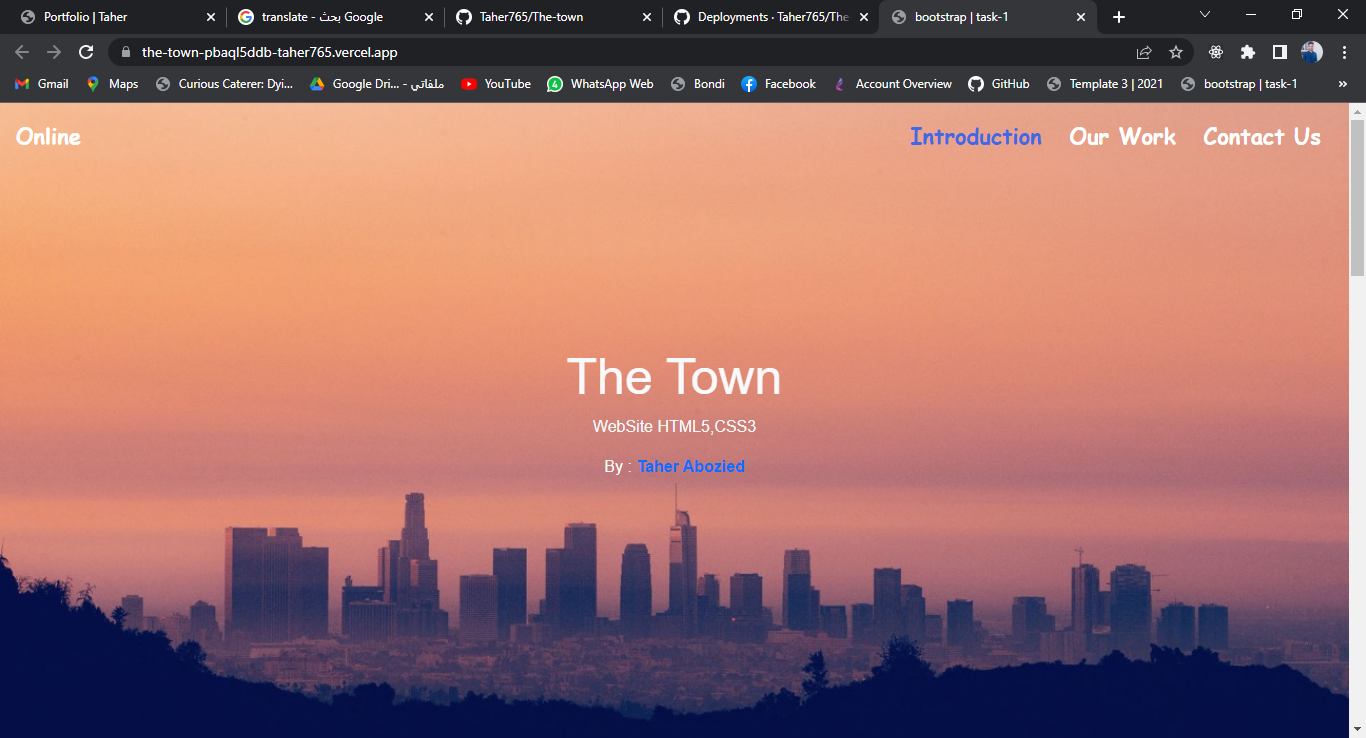 Portfolio | Taher
translate - بحث Google
Taher765/The-town
Deployments · Taher765/The
bootstrap | task-1
the-town-pbaql5ddb-taher765.vercel.app
Gmail
Maps
Curious Caterer: Dyi...
Google Dri... - ملفاتي
YouTube
4
WhatsApp Web
Bondi
Facebook
Account Overview
GitHub
Template 3 | 2021
bootstrap | task-1
»
Online
Introduction
Our Work
Contact Us
The Town
WebSite HTML5,CSS3
By : Taher Abozied